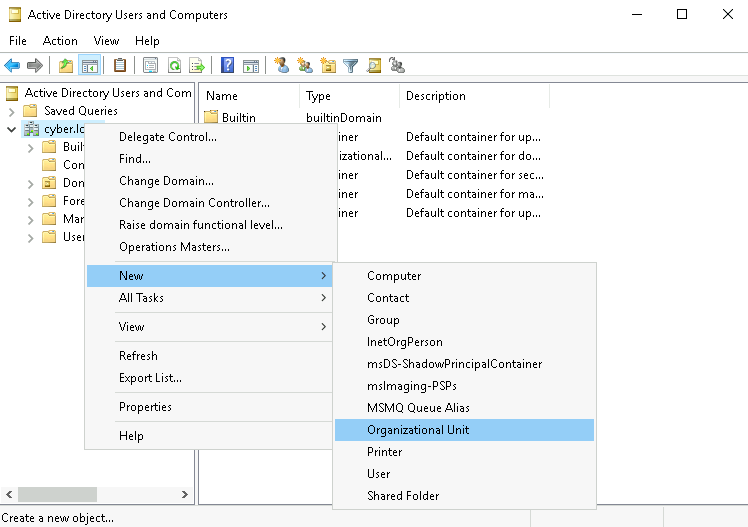 Active Directory Users and Computers
File Action View Help
Active Directory Users and Com
Saved Queries
cyber.lc
Buil
Con
Don
Fore
Man
User
Name Type Description
Builtin builtinDomain
iner Default container for up...
izational... Default container for do...
iner Default container for sec...
iner Default container for ma...
iner Default container for up...
Delegate Control...
Find...
Change Domain...
Change Domain Controller...
Raise domain functional level...
Operations Masters...
New
All Tasks
View
Refresh
Export List...
Properties
Help
Computer
Contact
Group
InetOrgPerson
msDS-ShadowPrincipalContainer
msImaging-PSPs
MSMQ Queue Alias
Organizational Unit
Printer
User
Shared Folder
Create a new object...